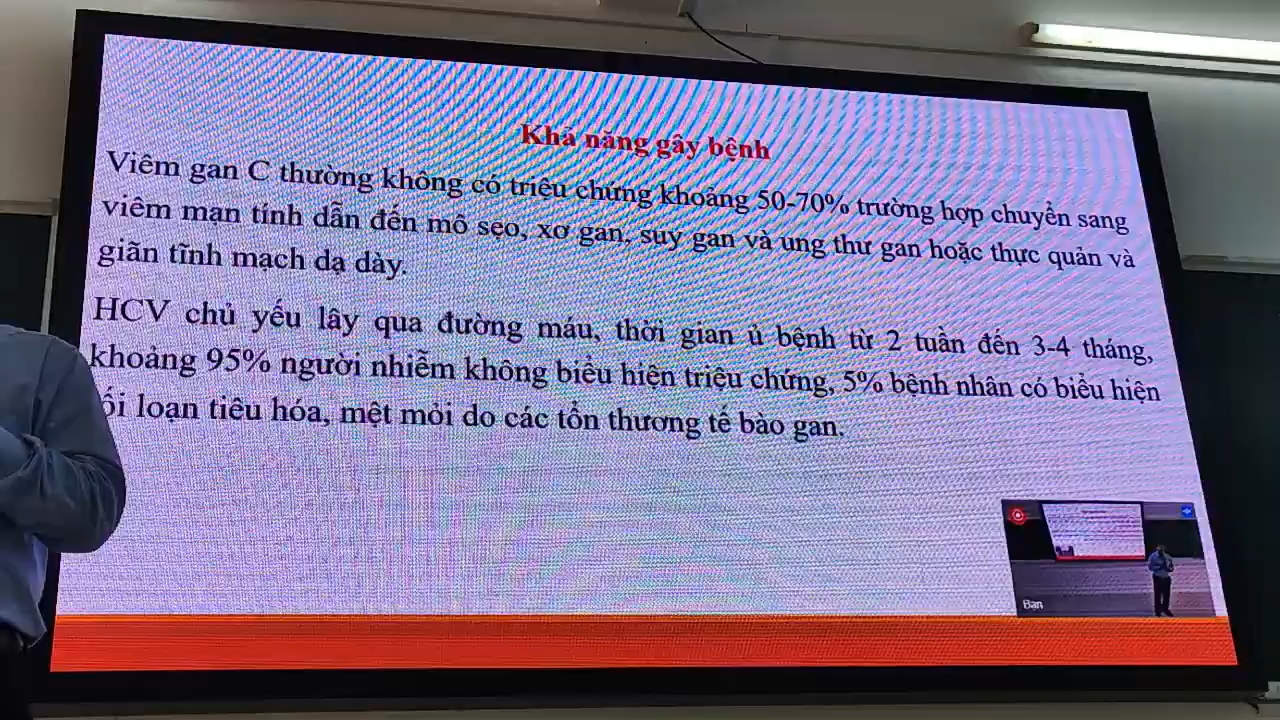 Khả năng gây bệnh
Viêm gan C thường không có triệu chứng khoảng 50-70% trường hợp chuyển sang
viêm mạn tính dẫn đến mô sẹo, xơ gan, suy gan và ung thư gan hoặc thực quản và
giãn tĩnh mạch dạ dày.
HCV chủ yếu lây qua đường máu, thời gian ủ bệnh từ 2 tuần đến 3-4 tháng,
khoảng 95% người nhiễm không biểu hiện triệu chứng, 5% bệnh nhân có biểu hiện
ối loạn tiêu hóa, mệt mỏi do các tổn thương tế bào gan.
Bạn